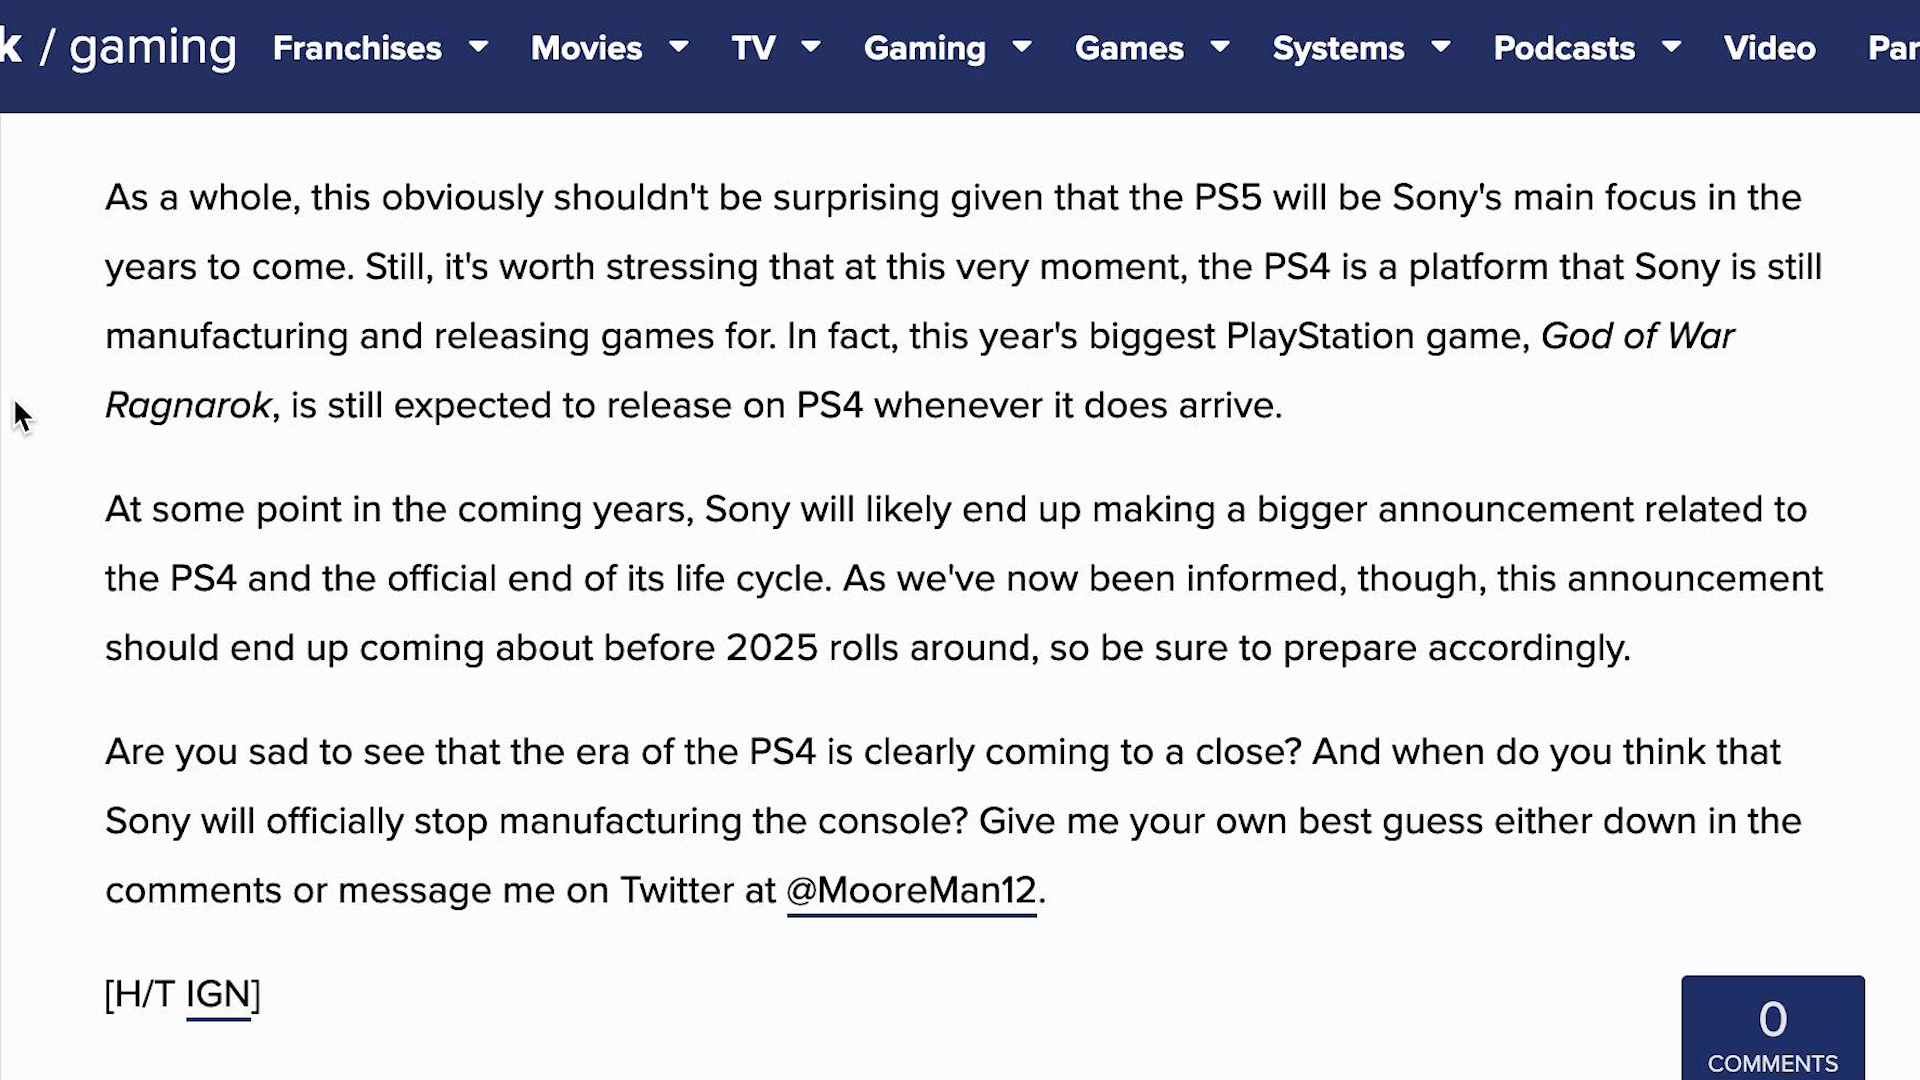 k / gaming Franchises Movies TV Gaming Games Systems Podcasts Video Par
As a whole, this obviously shouldn't be surprising given that the PS5 will be Sony's main focus in the
years to come. Still, it's worth stressing that at this very moment, the PS4 is a platform that Sony is still
manufacturing and releasing games for. In fact, this year's biggest PlayStation game, God of War
Ragnarok, is still expected to release on PS4 whenever it does arrive.
At some point in the coming years, Sony will likely end up making a bigger announcement related to
the PS4 and the official end of its life cycle. As we've now been informed, though, this announcement
should end up coming about before 2025 rolls around, so be sure to prepare accordingly.
Are you sad to see that the era of the PS4 is clearly coming to a close? And when do you think that
Sony will officially stop manufacturing the console? Give me your own best guess either down in the
comments or message me on Twitter at @MooreMan12.
[H/T IGN]
0
COMMENTS